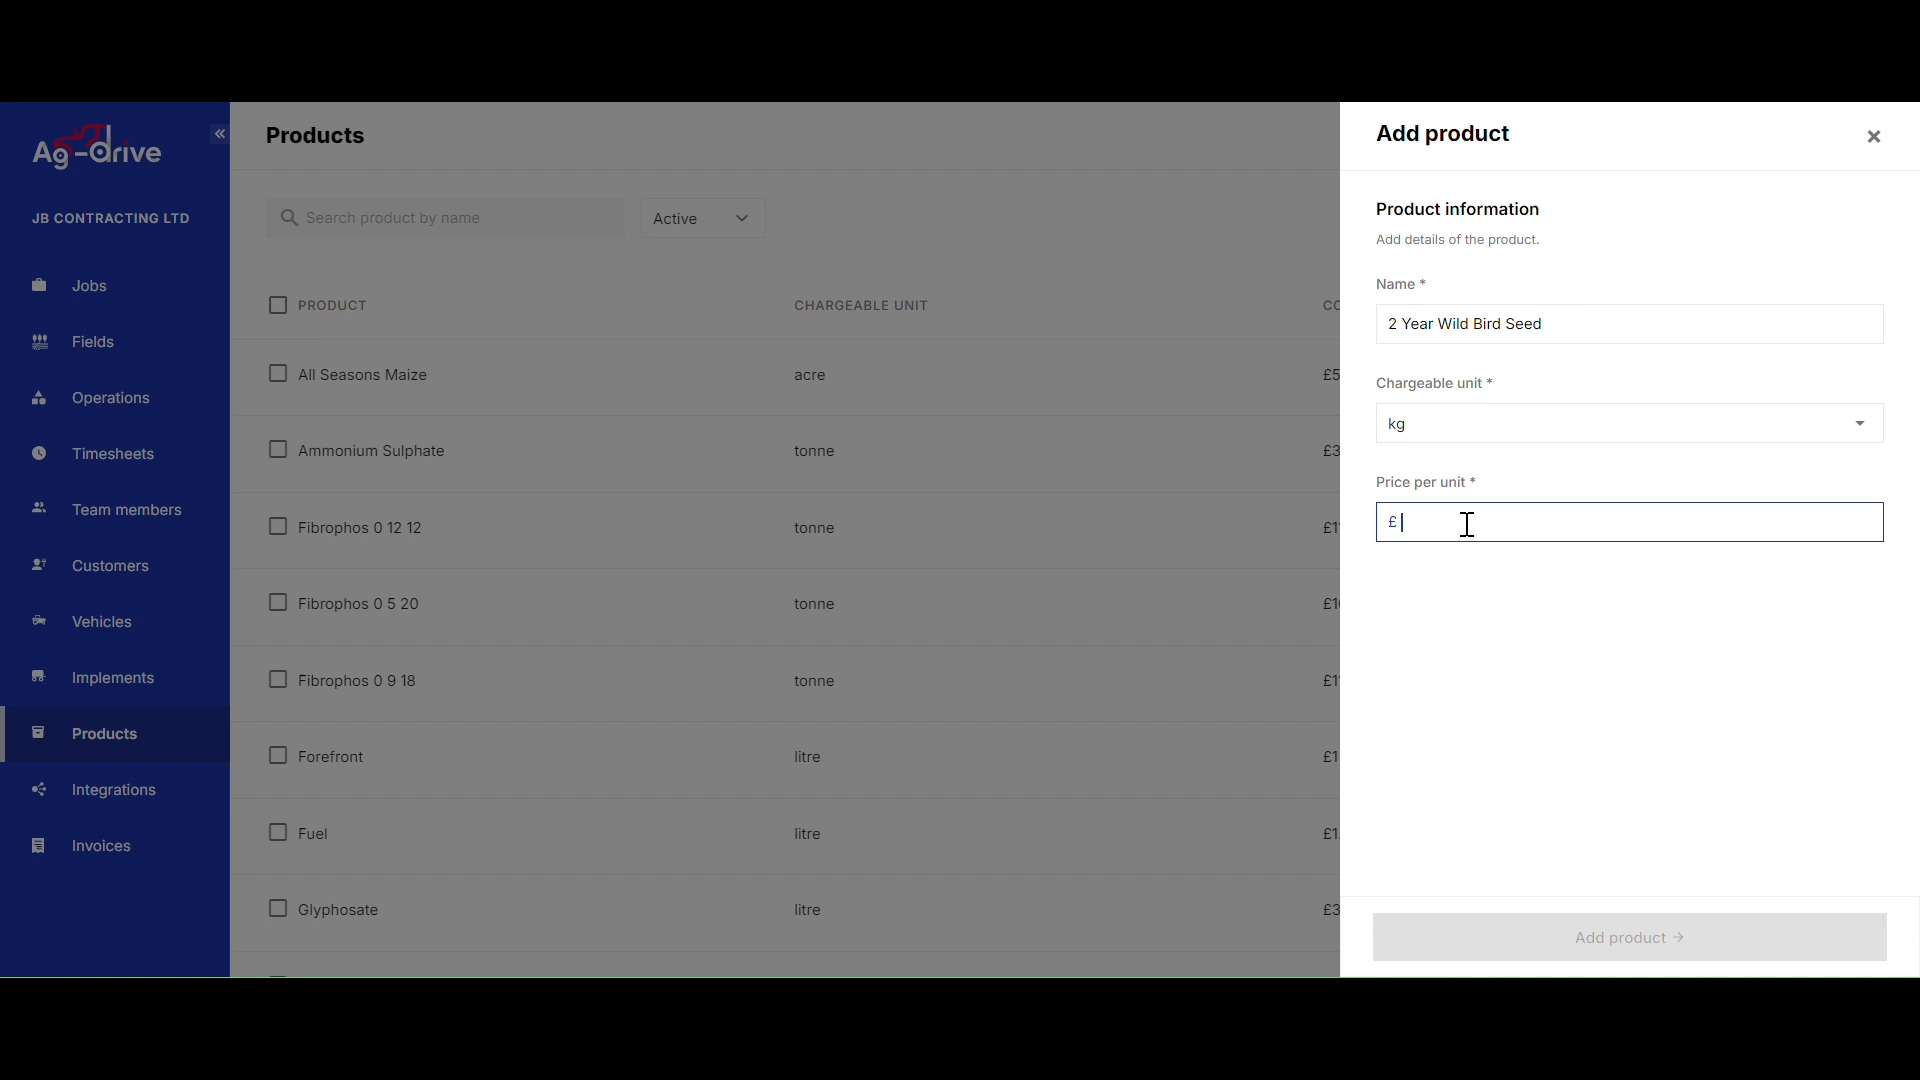 Ag-drive
JB CONTRACTING LTD
Jobs
Fields
Operations
Timesheets
Team members
Customers
Vehicles
Implements
Products
Integrations
Invoices
Products
Search product by name
Active
PRODUCT CHARGEABLE UNIT
All Seasons Maize acre
Ammonium Sulphate tonne
Fibrophos 0 12 12 tonne
Fibrophos 0 5 20 tonne
Fibrophos 0 9 18 tonne
Forefront litre
Fuel litre
Glyphosate litre
Add product
Product information
Add details of the product.
Name *
2 Year Wild Bird Seed
Chargeable unit *
kg
Price per unit *
£
Add product →